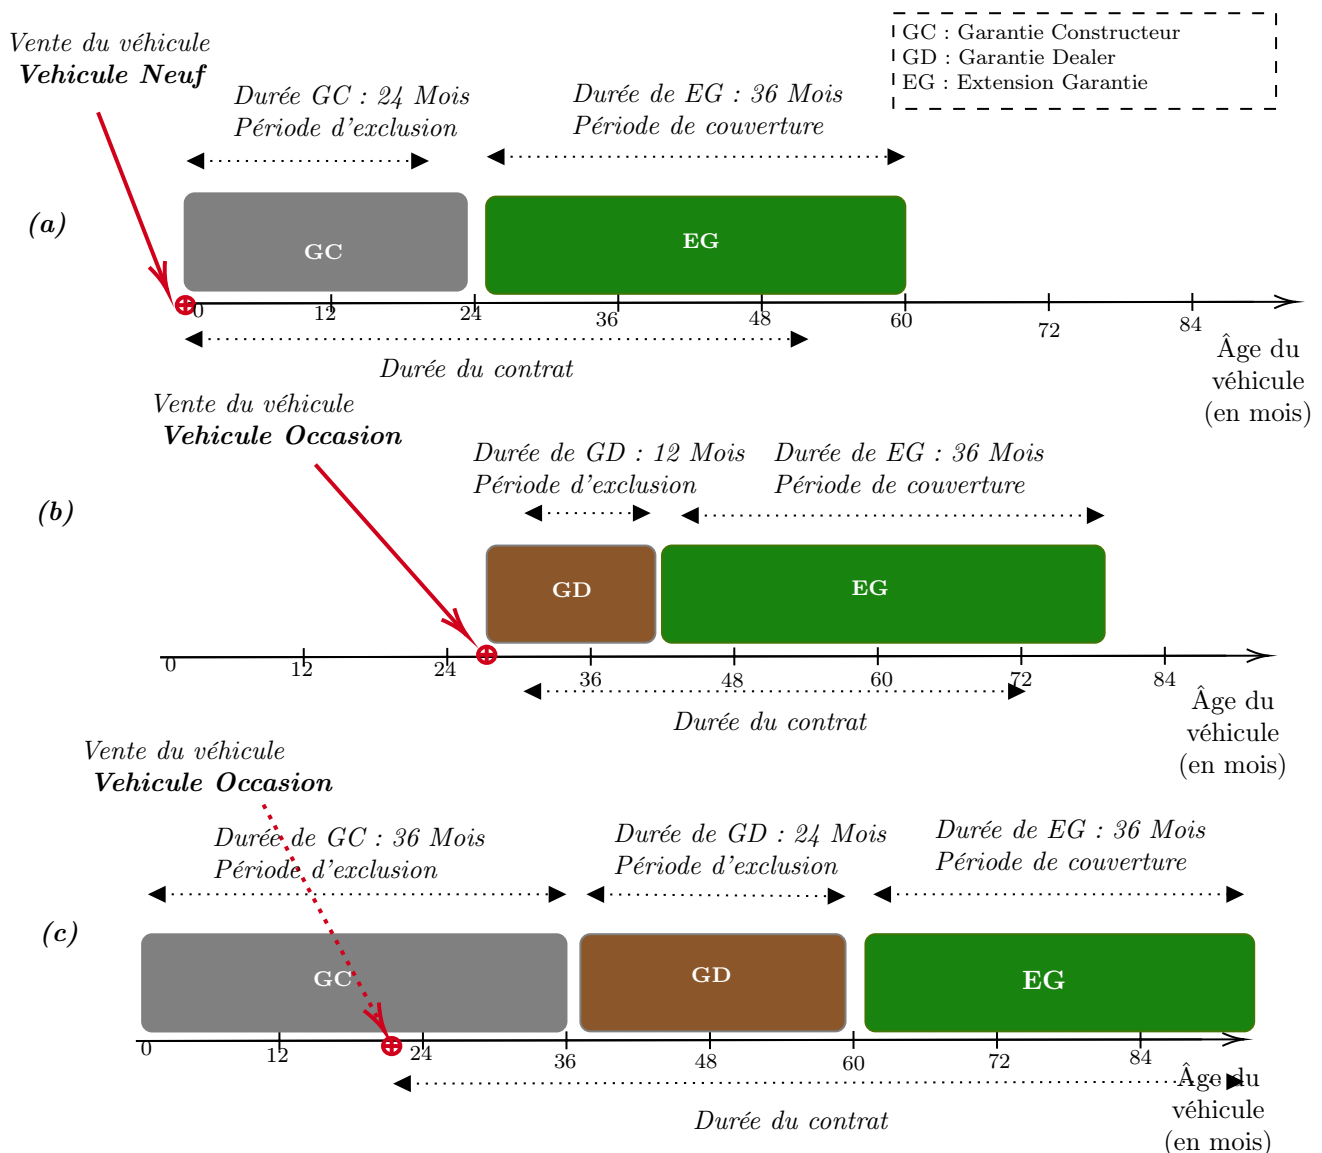 GC : Garantie Constructeur
GD : Garantie Dealer
EG : Extension Garantie
Vente du véhicule
Vehicule Neuf
Durée GC : 24 Mois
Période d'exclusion
Durée de EG : 36 Mois
Période de couverture
(a)
GC
EG
0
12
24
36
48
60
72
84
Durée du contrat
Âge du
véhicule
(en mois)
Vente du véhicule
Vehicule Occasion
Durée de GD : 12 Mois
Période d'exclusion
Durée de EG : 36 Mois
Période de couverture
(b)
GD
EG
0
12
24
36
48
60
72
84
Durée du contrat
Âge du
véhicule
(en mois)
Vente du véhicule
Vehicule Occasion
Durée de GC : 36 Mois
Période d'exclusion
Durée de GD : 24 Mois
Période d'exclusion
Durée de EG : 36 Mois
Période de couverture
(c)
GC
GD
EG
0
12
24
36
48
60
72
84
Durée du contrat
Âge du
véhicule
(en mois)